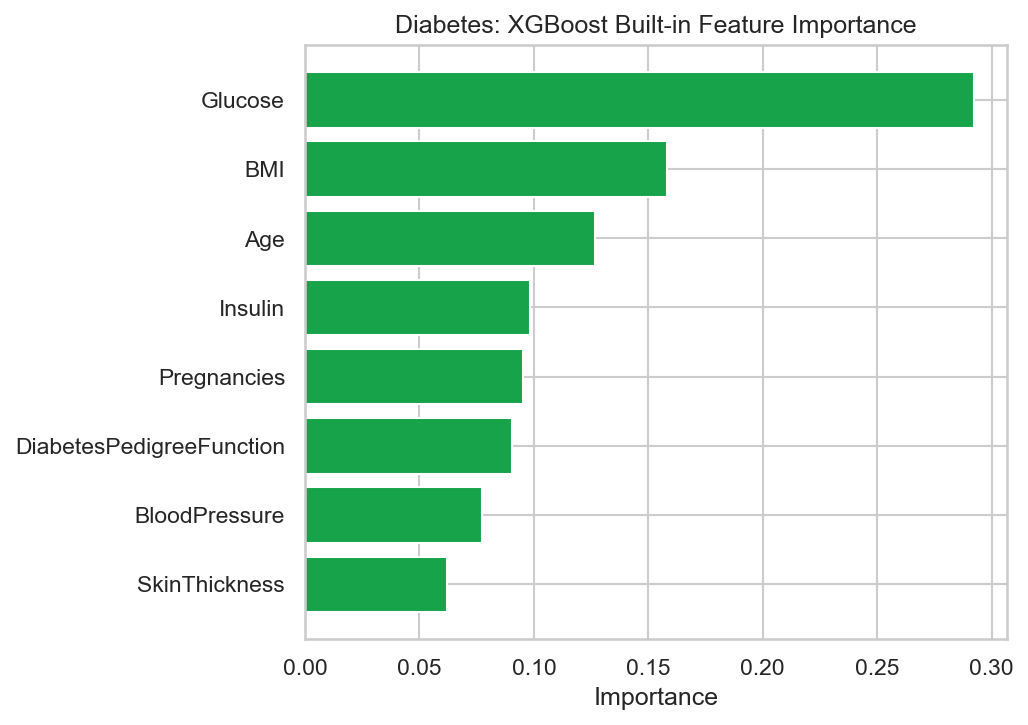 Diabetes: XGBoost Built-in Feature Importance
Glucose
BMI
Age
Insulin
Pregnancies
DiabetesPedigreeFunction
BloodPressure
SkinThickness
0.00 0.05 0.10 0.15 0.20 0.25 0.30
Importance